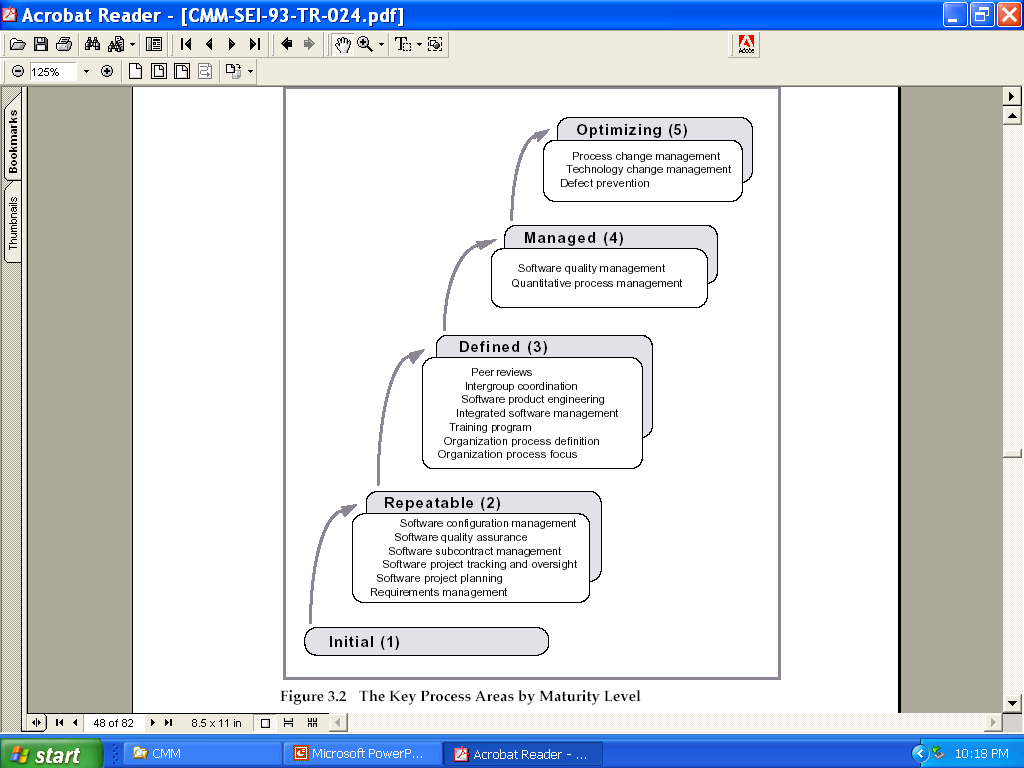 Acrobat Reader - [CMM-SEI-93-TR-024.pdf]
Adobe
125%
Bookmarks
Thumbnails
Optimizing (5)
Process change management
Technology change management
Defect prevention
Managed (4)
Software quality management
Quantitative process management
Defined (3)
Peer reviews
Intergroup coordination
Software product engineering
Integrated software management
Training program
Organization process definition
Organization process focus
Repeatable (2)
Software configuration management
Software quality assurance
Software subcontract management
Software project tracking and oversight
Software project planning
Requirements management
Initial (1)
Figure 3.2 The Key Process Areas by Maturity Level
48 of 82 8.5 x 11 in
start CMM Microsoft PowerP... Acrobat Reader - ... 10:18 PM